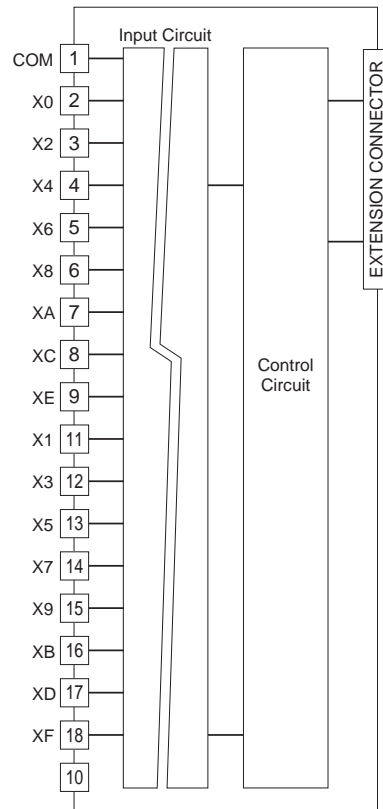 Input Circuit
COM 1
X0 2
X2 3
X4 4
X6 5
X8 6
XA 7
XC 8
XE 9
X1 11
X3 12
X5 13
X7 14
X9 15
XB 16
XD 17
XF 18
10
Control
Circuit
EXTENSION CONNECTOR